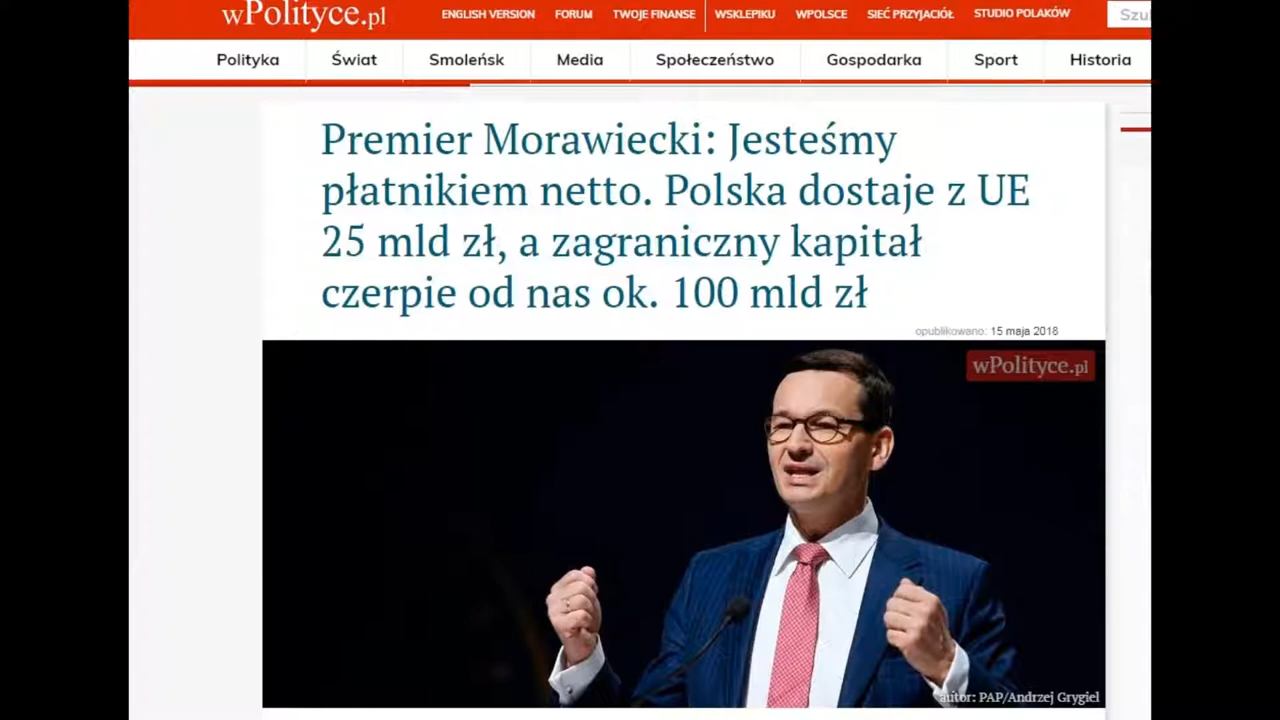 wPolityce.pl
ENGLISH VERSION FORUM TWOJE FINANSE WSKLEPIKU WPOLSCE SIEĆ PRZYJACIÓŁ STUDIO POLAKÓW Szu
Polityka Świat Smoleńsk Media Społeczeństwo Gospodarka Sport Historia
Premier Morawiecki: Jesteśmy
płatnikiem netto. Polska dostaje z UE
25 mld zł, a zagraniczny kapitał
czerpie od nas ok. 100 mld zł
opublikowano: 15 maja 2018
wPolityce.pl
autor: PAP/Andrzej Grygiel